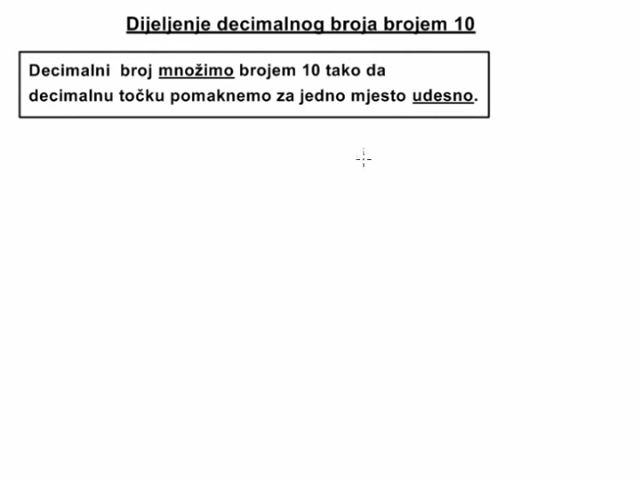 Dijeljenje decimalnog broja brojem 10
Decimalni broj množimo brojem 10 tako da
decimalnu točku pomaknemo za jedno mjesto udesno.